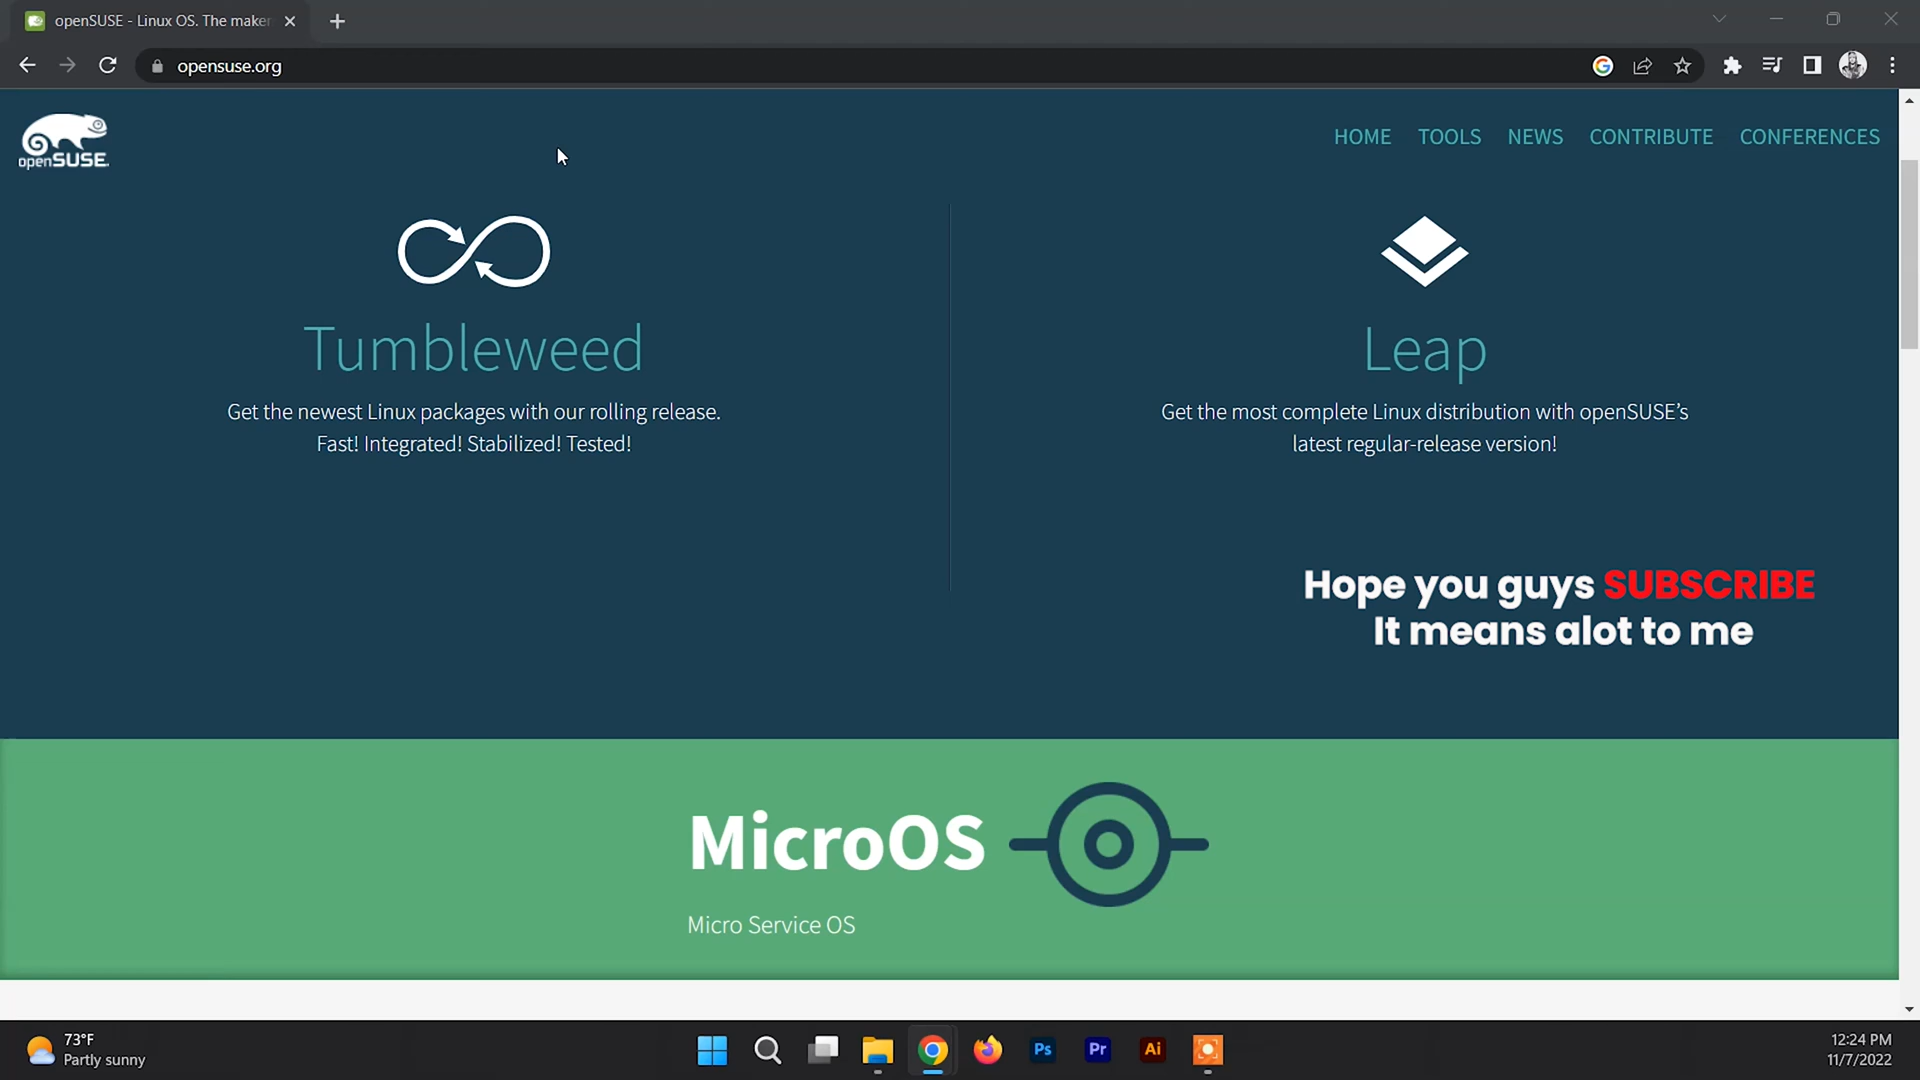 openSUSE - Linux OS. The maker
opensuse.org
openSUSE.
HOME TOOLS NEWS CONTRIBUTE CONFERENCES
Tumbleweed
Get the newest Linux packages with our rolling release.
Fast! Integrated! Stabilized! Tested!
Leap
Get the most complete Linux distribution with openSUSE’s
latest regular-release version!
Hope you guys SUBSCRIBE
It means alot to me
MicroOS
Micro Service OS
73°F
Partly sunny
Ps
Pr
Ai
12:24 PM
11/7/2022